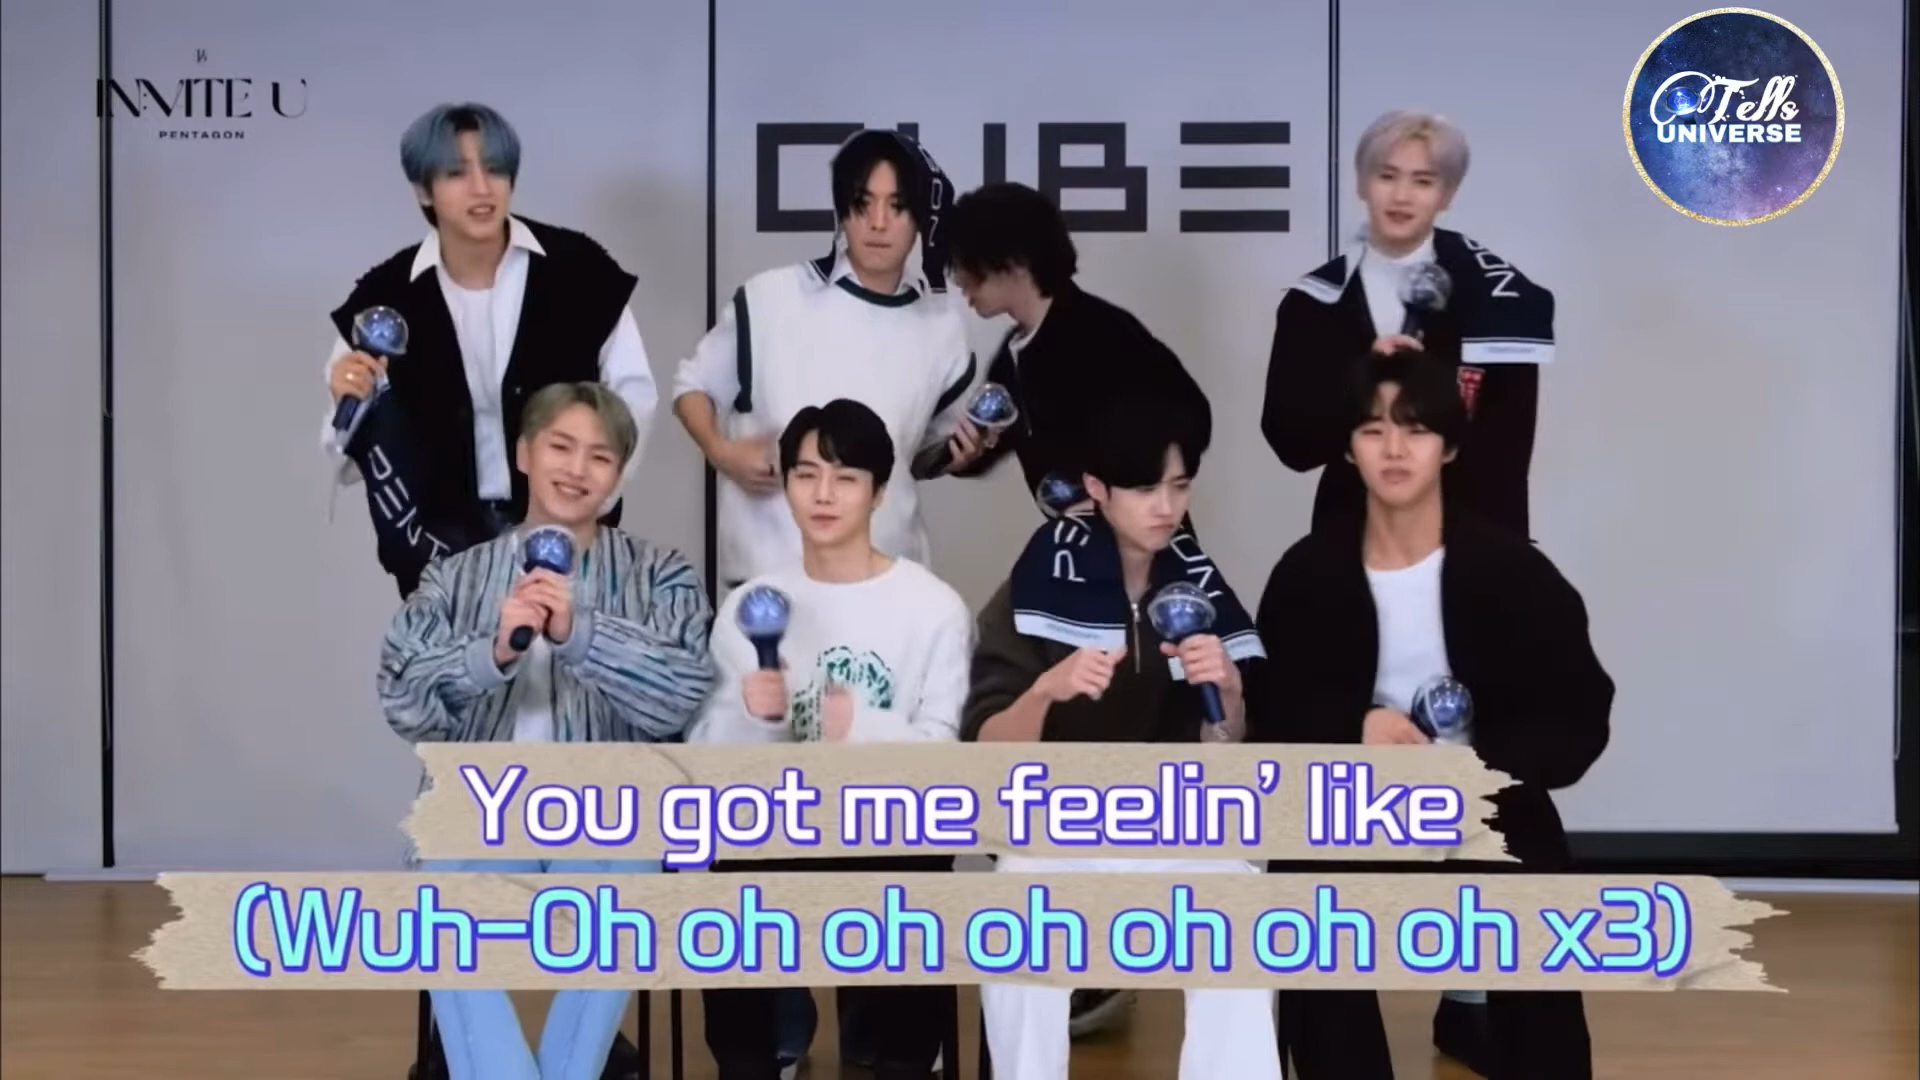 INVITE U
PENTAGON
CUBE
Tells
UNIVERSE
You got me feelin' like
(Wuh-Oh oh oh oh oh oh oh x3)